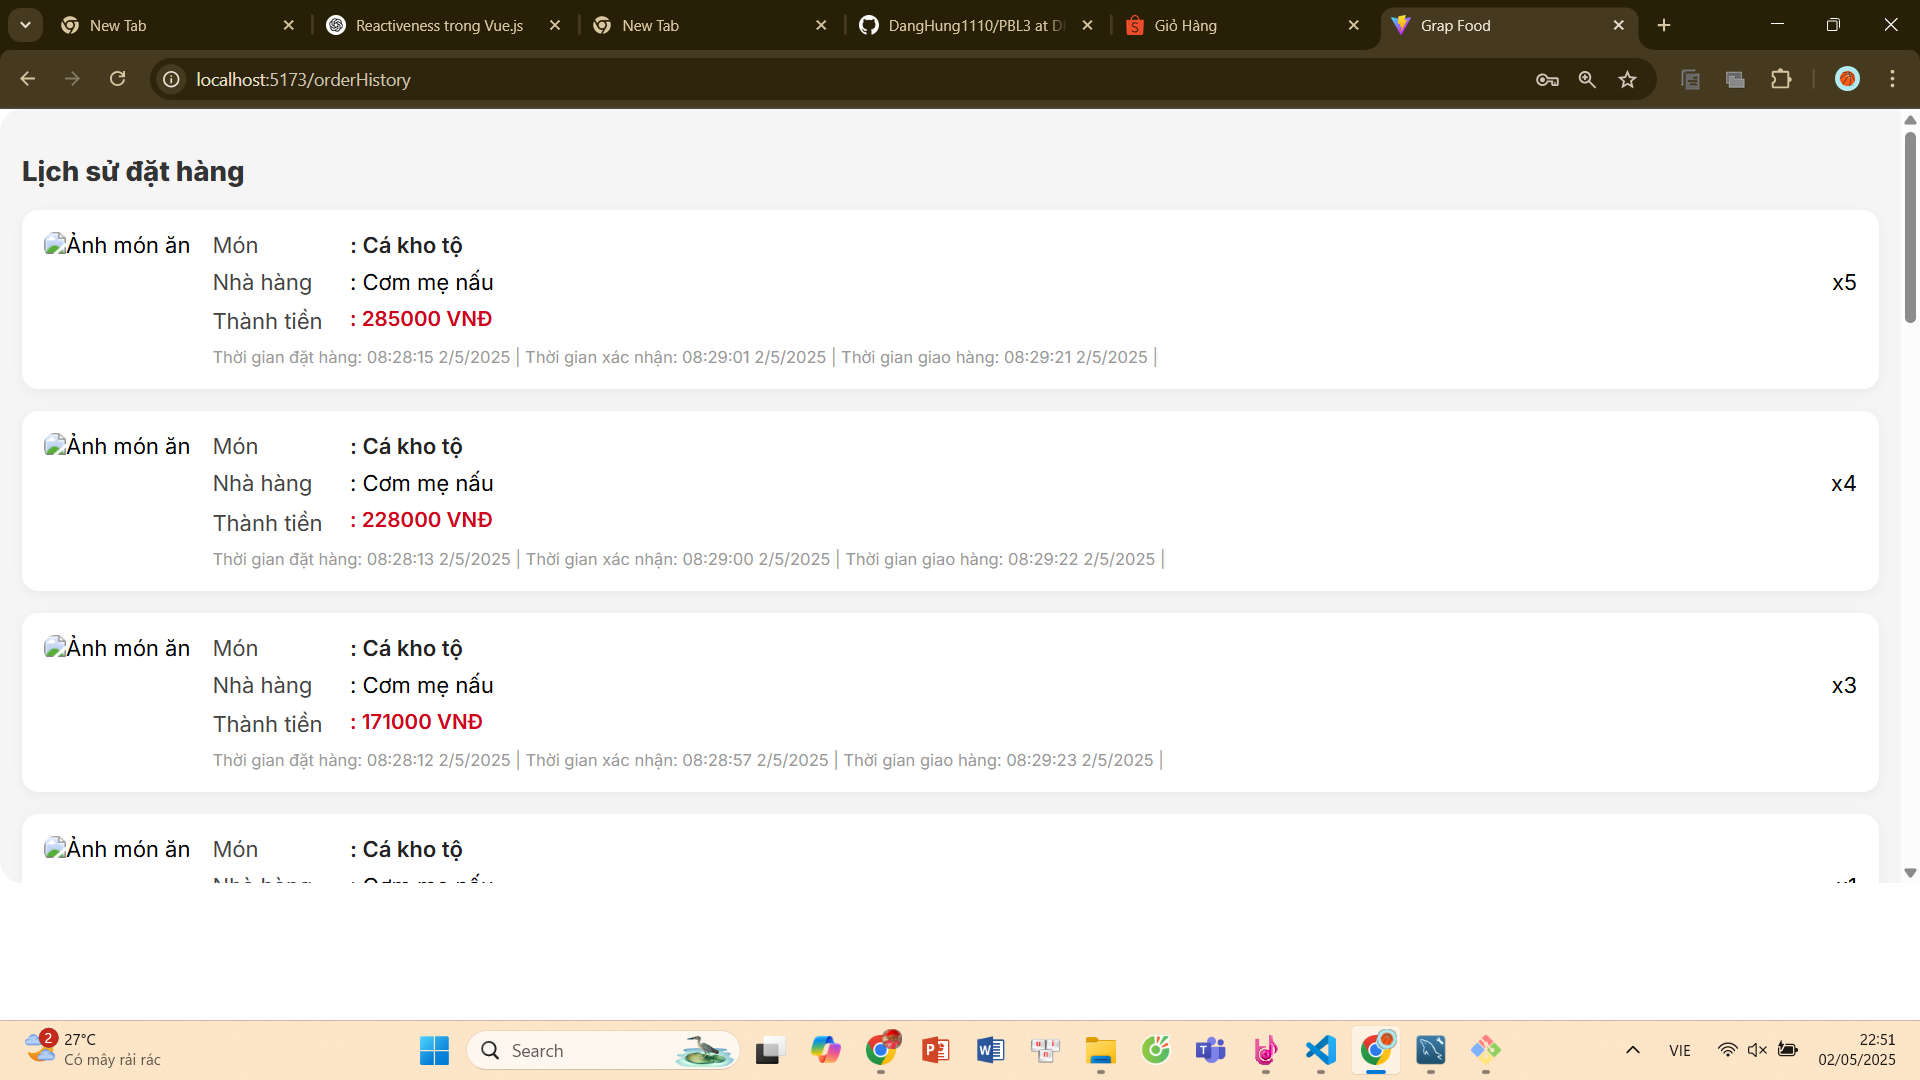 New Tab
Reactiveness trong Vue.js
New Tab
DangHung1110/PBL3 at D
Giỏ Hàng
Grap Food
localhost:5173/orderHistory
Lịch sử đặt hàng
Ảnh món ăn Món : Cá kho tộ
Nhà hàng : Cơm mẹ nấu x5
Thành tiền : 285000 VNĐ
Thời gian đặt hàng: 08:28:15 2/5/2025 | Thời gian xác nhận: 08:29:01 2/5/2025 | Thời gian giao hàng: 08:29:21 2/5/2025 |
Ảnh món ăn Món : Cá kho tộ
Nhà hàng : Cơm mẹ nấu x4
Thành tiền : 228000 VNĐ
Thời gian đặt hàng: 08:28:13 2/5/2025 | Thời gian xác nhận: 08:29:00 2/5/2025 | Thời gian giao hàng: 08:29:22 2/5/2025 |
Ảnh món ăn Món : Cá kho tộ
Nhà hàng : Cơm mẹ nấu x3
Thành tiền : 171000 VNĐ
Thời gian đặt hàng: 08:28:12 2/5/2025 | Thời gian xác nhận: 08:28:57 2/5/2025 | Thời gian giao hàng: 08:29:23 2/5/2025 |
Ảnh món ăn Món : Cá kho tộ
2
27°C
Có mây rải rác
Search
VIE
22:51
02/05/2025